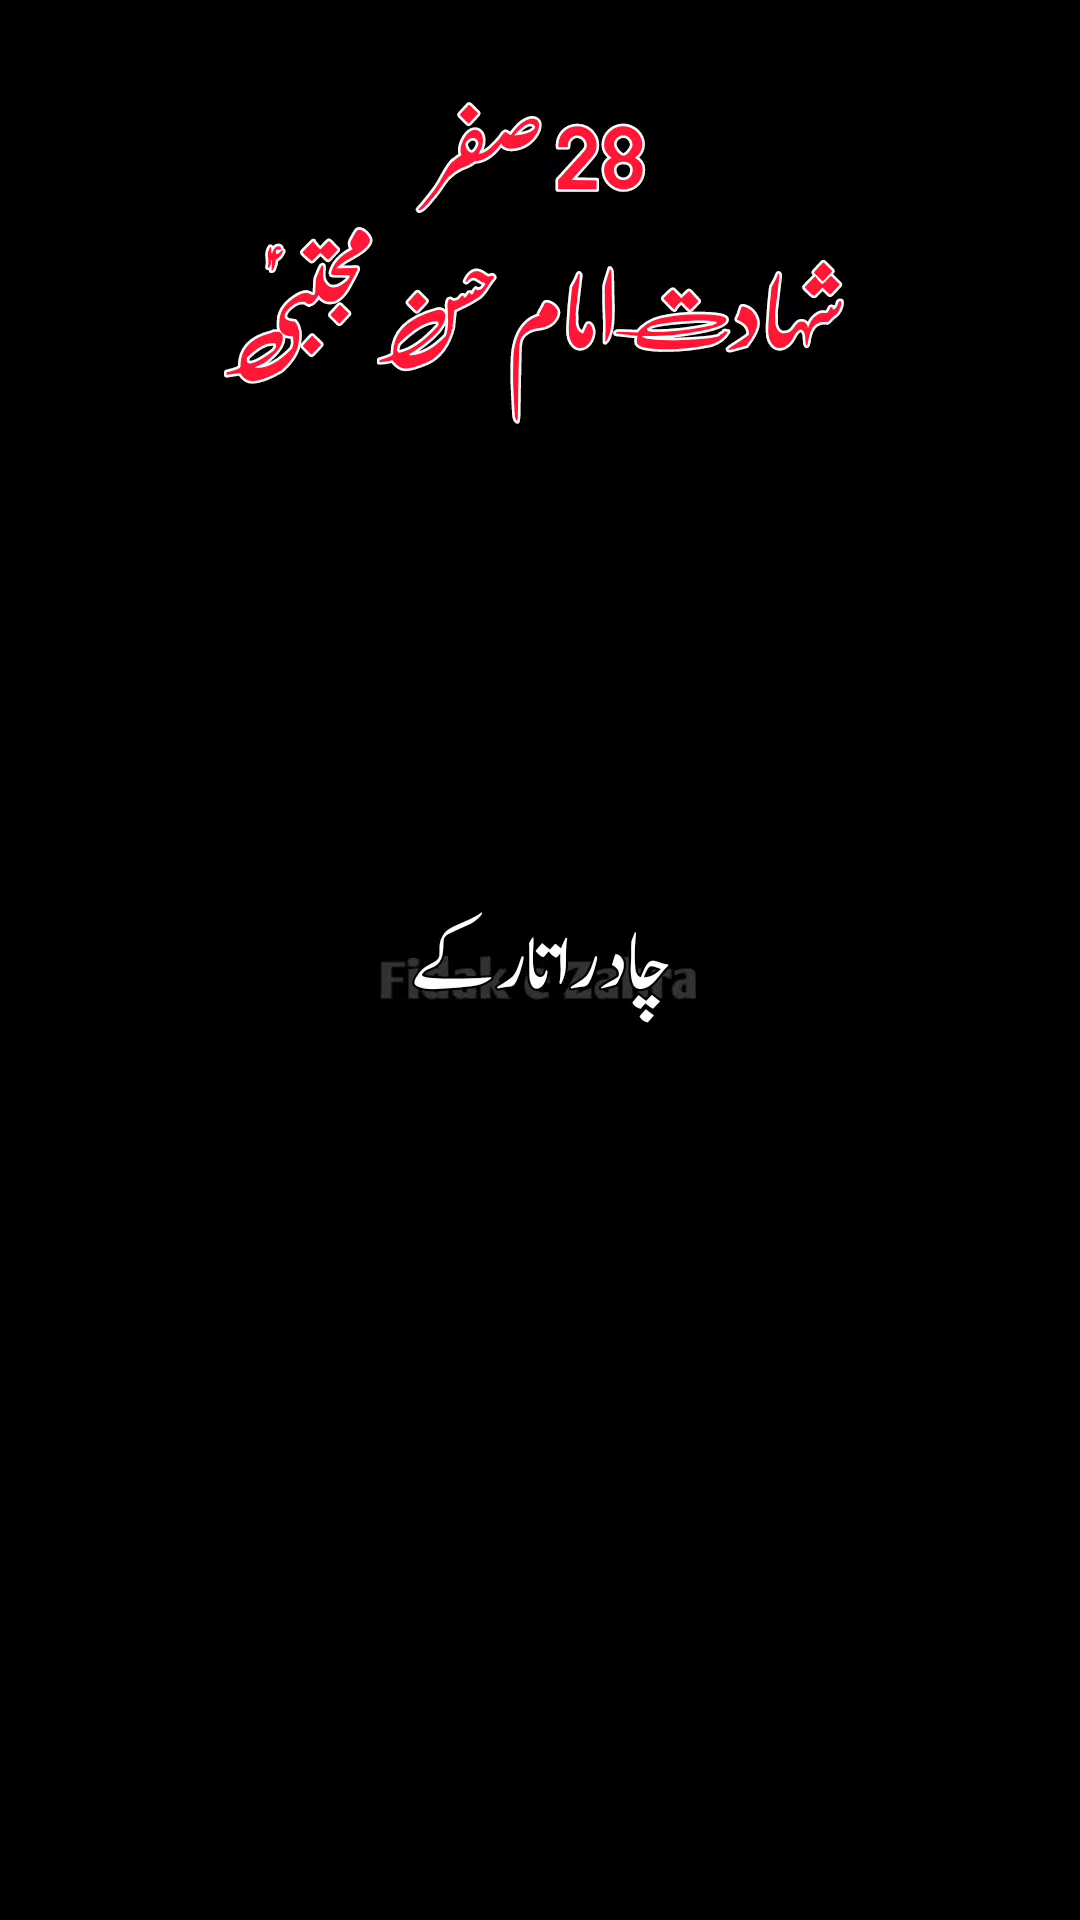 28 صفر
شہادت امام حسن مجتبیٰؑ
چادر اتار کے
Fidak e Zahra